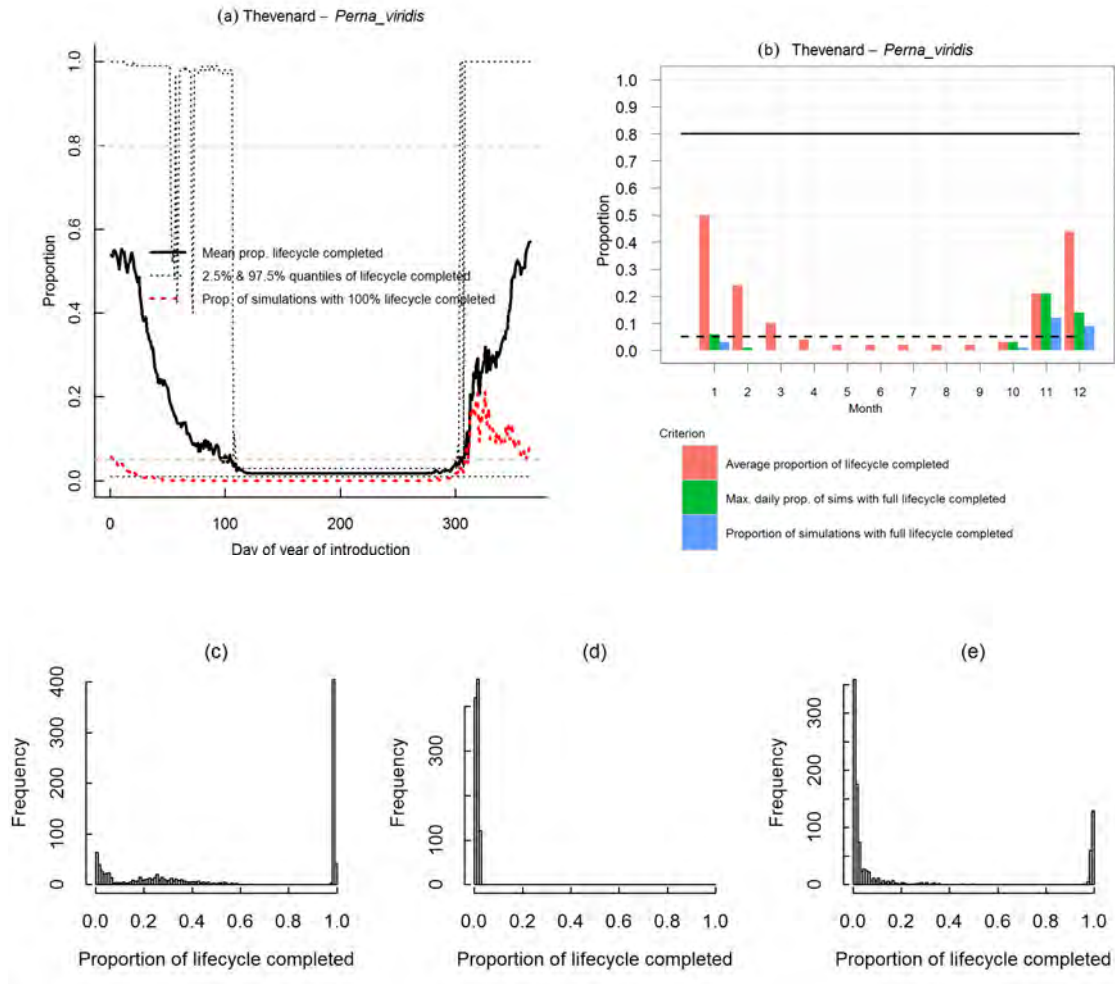 (a) Thevenard – Perna_viridis
Proportion
1.0
0.8
0.6
0.4
0.2
0.0
Mean prop. lifecycle completed
2.5% & 97.5% quantiles of lifecycle completed
Prop. of simulations with 100% lifecycle completed
0 100 200 300
Day of year of introduction
(b) Thevenard – Perna_viridis
Proportion
1.0
0.9
0.8
0.7
0.6
0.5
0.4
0.3
0.2
0.1
0.0
1 2 3 4 5 6 7 8 9 10 11 12
Month
Criterion
Average proportion of lifecycle completed
Max. daily prop. of sims with full lifecycle completed
Proportion of simulations with full lifecycle completed
(c)
Frequency
400
300
200
100
0
0.0 0.2 0.4 0.6 0.8 1.0
Proportion of lifecycle completed
(d)
Frequency
300
100
0
0.0 0.2 0.4 0.6 0.8 1.0
Proportion of lifecycle completed
(e)
Frequency
300
200
100
0
0.0 0.2 0.4 0.6 0.8 1.0
Proportion of lifecycle completed